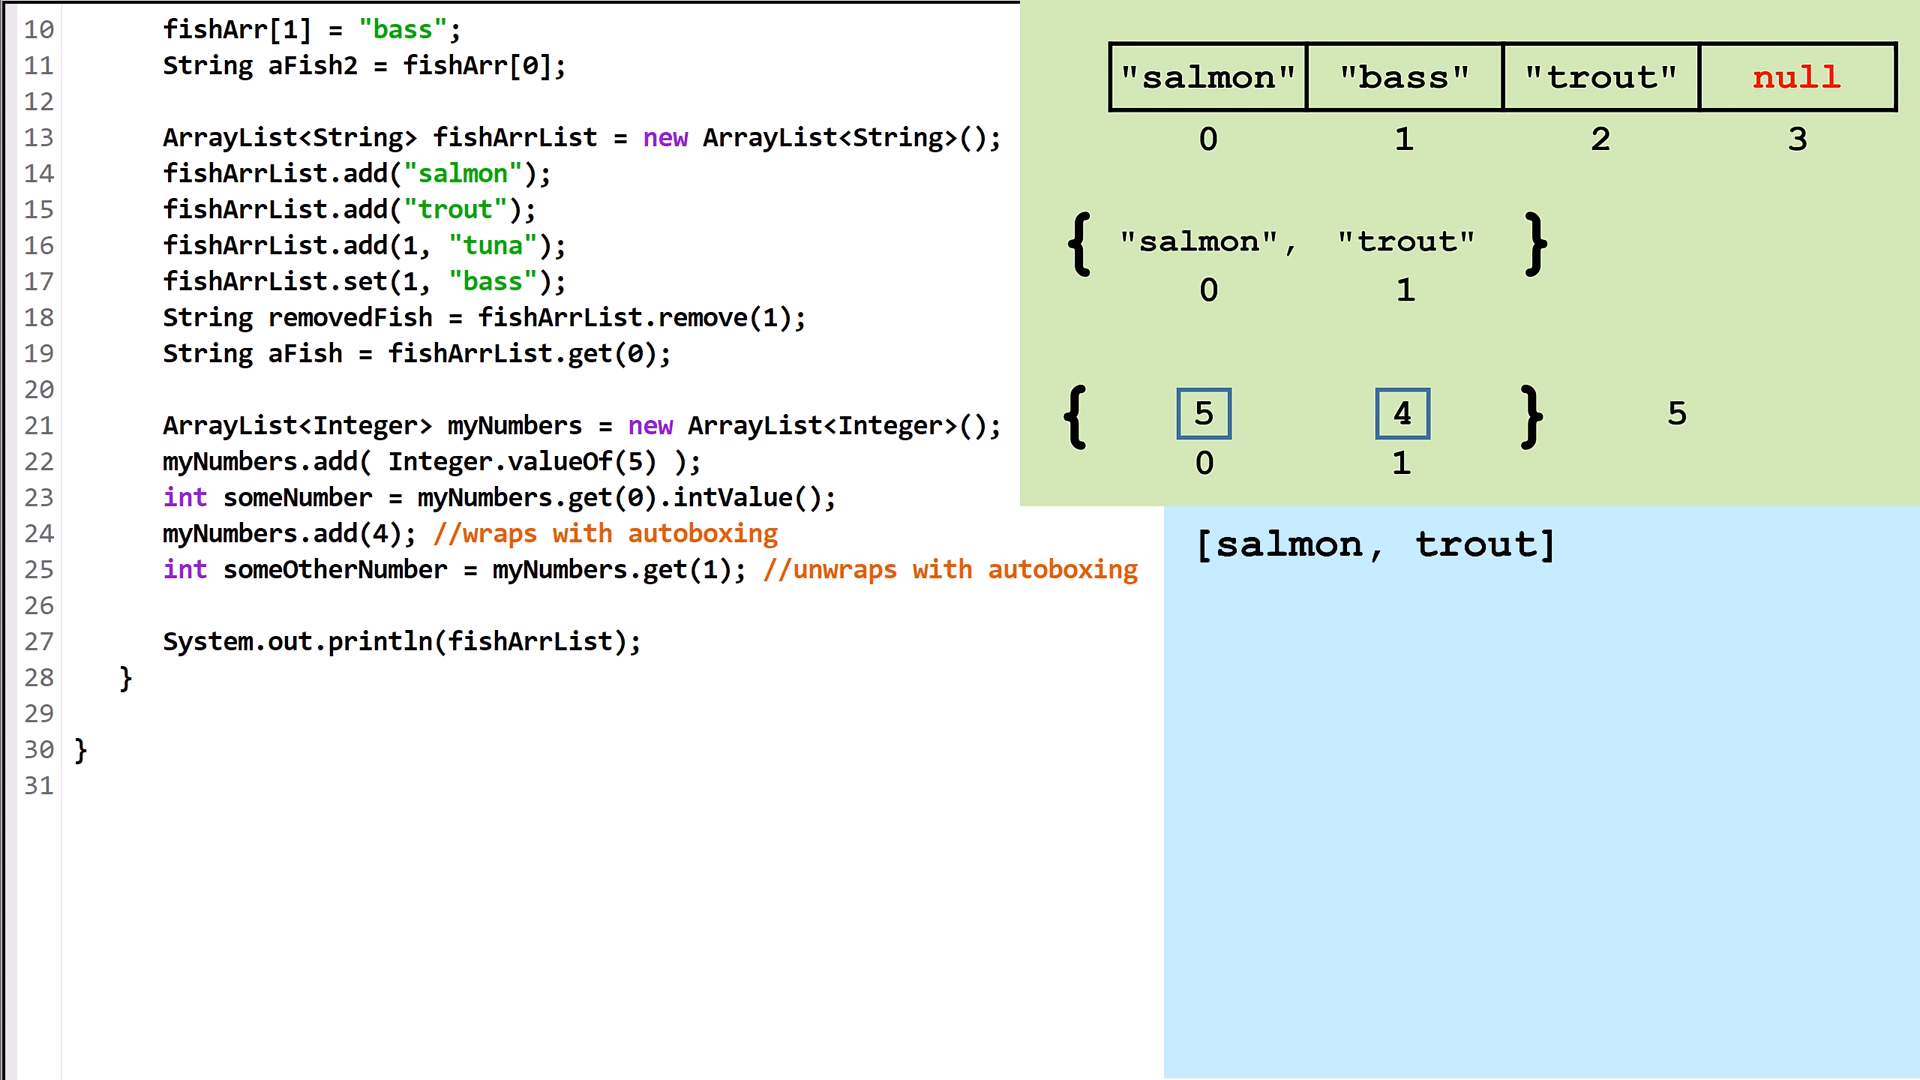 10 fishArr[1] = "bass";
11 String aFish2 = fishArr[0];
12
13 ArrayList<String> fishArrList = new ArrayList<String>();
14 fishArrList.add("salmon");
15 fishArrList.add("trout");
16 fishArrList.add(1, "tuna");
17 fishArrList.set(1, "bass");
18 String removedFish = fishArrList.remove(1);
19 String aFish = fishArrList.get(0);
20
21 ArrayList<Integer> myNumbers = new ArrayList<Integer>();
22 myNumbers.add( Integer.valueOf(5) );
23 int someNumber = myNumbers.get(0).intValue();
24 myNumbers.add(4); //wraps with autoboxing
25 int someOtherNumber = myNumbers.get(1); //unwraps with autoboxing
26
27 System.out.println(fishArrList);
28 }
29
30 }
31
"salmon" "bass" "trout" null
0 1 2 3
{ "salmon", "trout" }
0 1
{ 5 4 } 5
0 1
[salmon, trout]